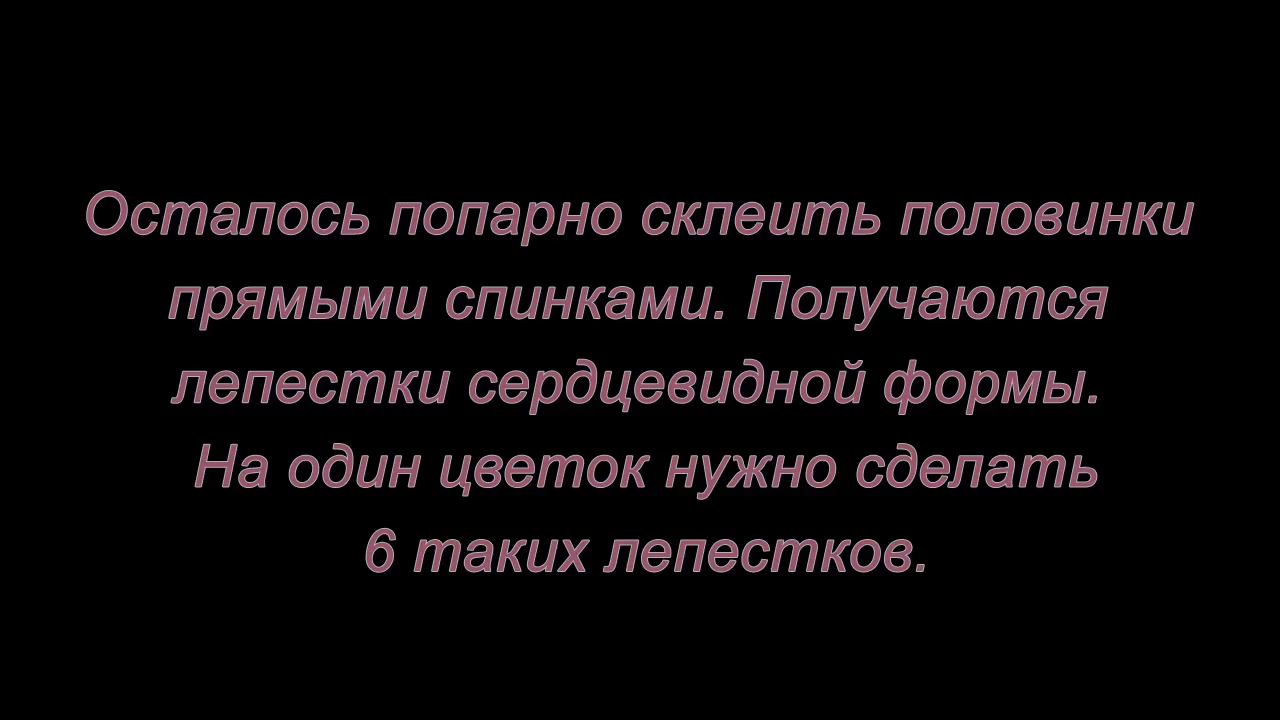 Осталось попарно склеить половинки
прямыми спинками. Получаются
лепестки сердцевидной формы.
На один цветок нужно сделать
6 таких лепестков.